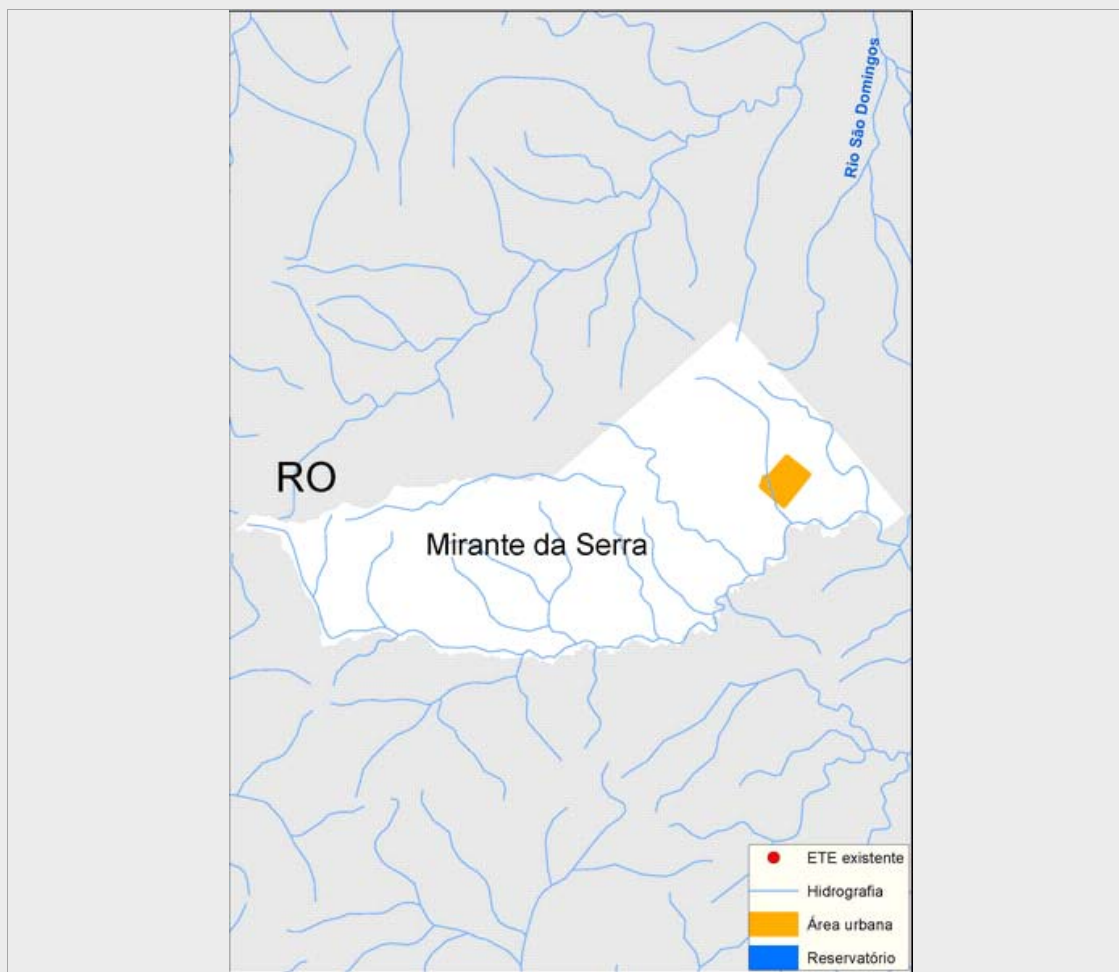 Rio São Domingos
RO
Mirante da Serra
ETE existente
Hidrografia
Área urbana
Reservatório